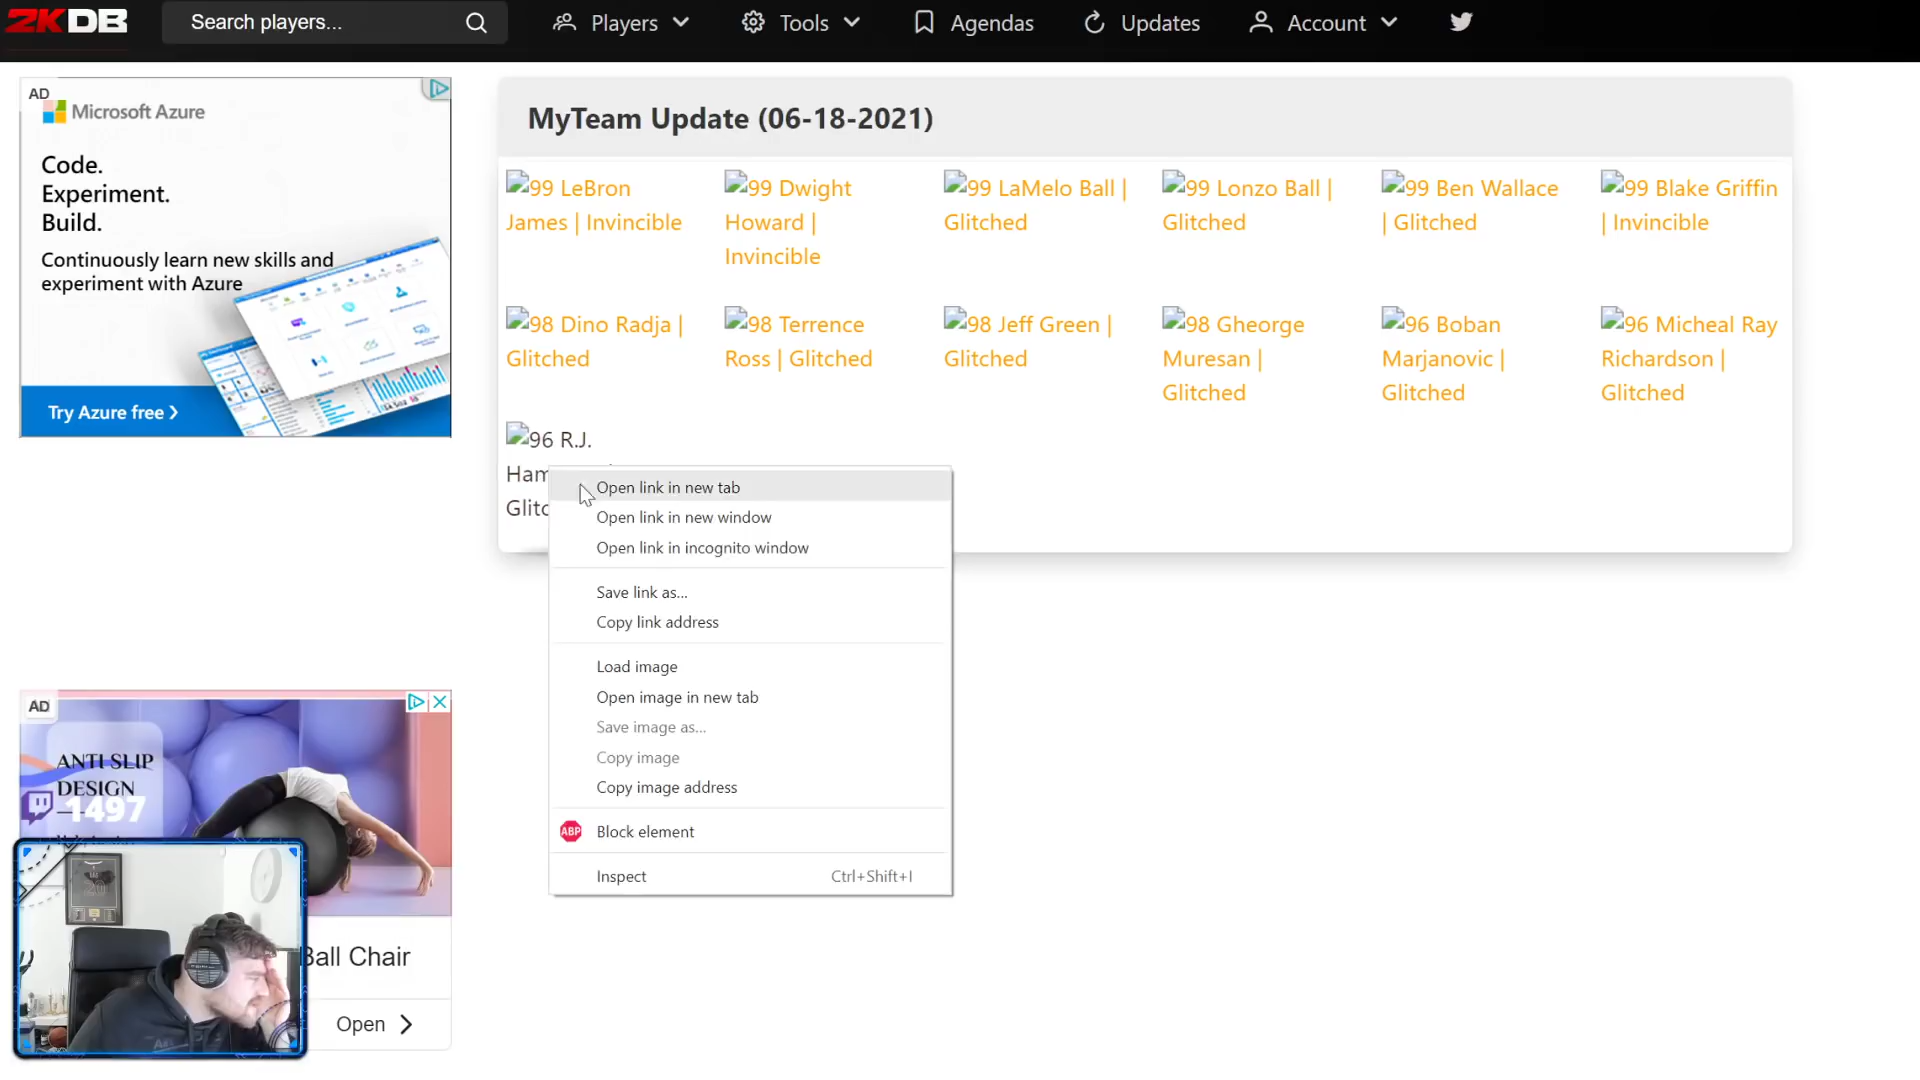 2KDB
Search players...
Players
Tools
Agendas
Updates
Account
AD
Microsoft Azure
Code.
Experiment.
Build.
Continuously learn new skills and
experiment with Azure
Try Azure free ❯
MyTeam Update (06-18-2021)
99 LeBron
James | Invincible
99 Dwight
Howard |
Invincible
99 LaMelo Ball |
Glitched
99 Lonzo Ball |
Glitched
99 Ben Wallace
| Glitched
99 Blake Griffin
| Invincible
98 Dino Radja |
Glitched
98 Terrence
Ross | Glitched
98 Jeff Green |
Glitched
98 Gheorge
Muresan |
Glitched
96 Boban
Marjanovic |
Glitched
96 Micheal Ray
Richardson |
Glitched
96 R.J.
Ham
Glitc
Open link in new tab
Open link in new window
Open link in incognito window
Save link as...
Copy link address
Load image
Open image in new tab
Save image as...
Copy image
Copy image address
ABP Block element
Inspect Ctrl+Shift+I
AD
ANTI SLIP
DESIGN
1497
Ball Chair
Open